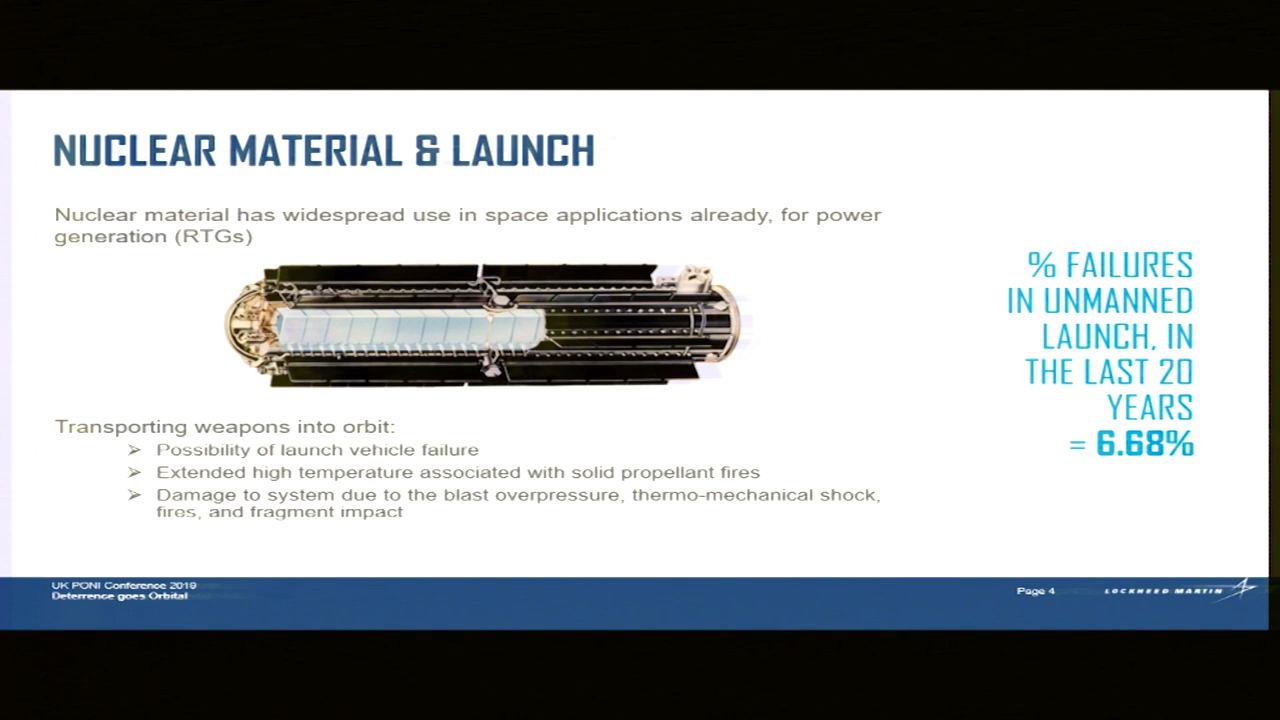 NUCLEAR MATERIAL & LAUNCH
Nuclear material has widespread use in space applications already, for power
generation (RTGs)
% FAILURES
IN UNMANNED
LAUNCH, IN
THE LAST 20
YEARS
= 6.68%
Transporting weapons into orbit:
➢ Possibility of launch vehicle failure
➢ Extended high temperature associated with solid propellant fires
➢ Damage to system due to the blast overpressure, thermo-mechanical shock,
fires, and fragment impact
UK PONI Conference 2019
Deterrence goes Orbital
Page 4
LOCKHEED MARTIN